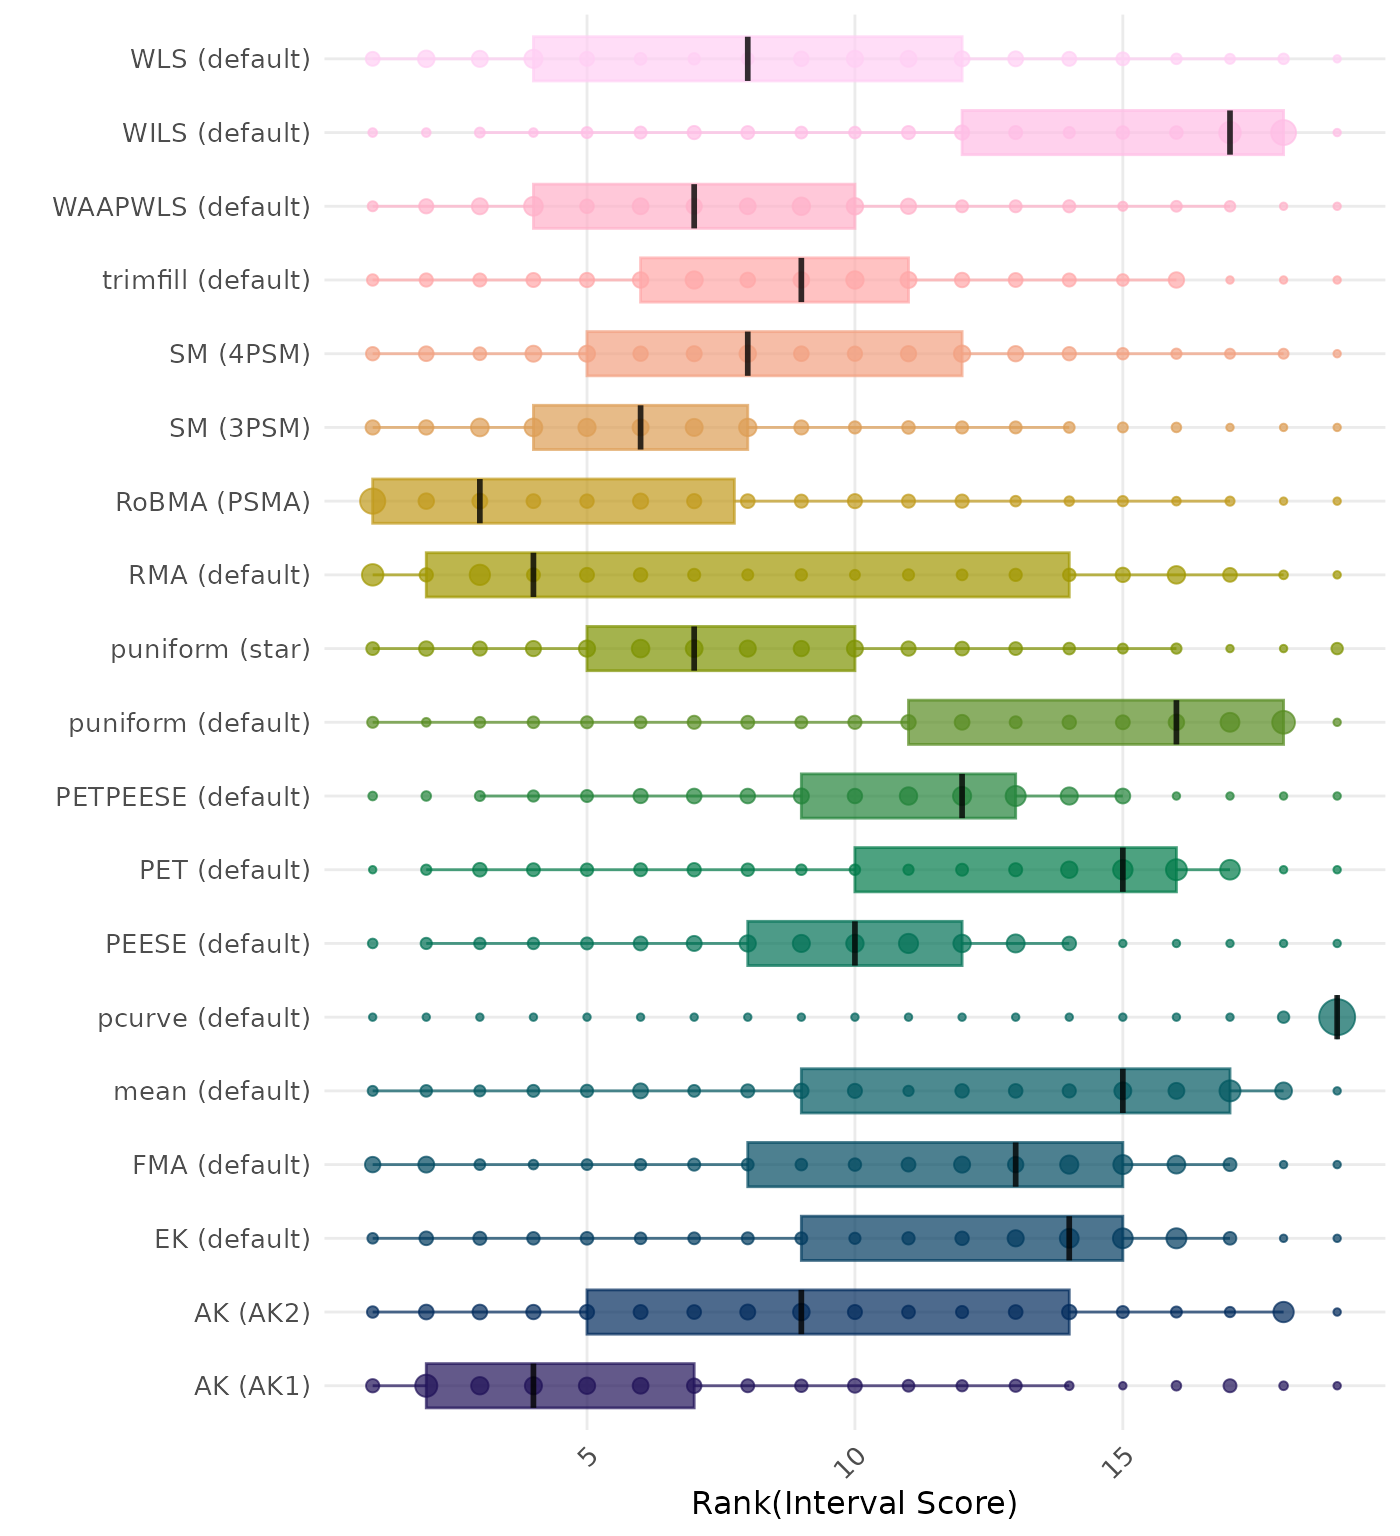 WLS (default)
WILS (default)
WAAPWLS (default)
trimfill (default)
SM (4PSM)
SM (3PSM)
RoBMA (PSMA)
RMA (default)
puniform (star)
puniform (default)
PETPEESE (default)
PET (default)
PEESE (default)
pcurve (default)
mean (default)
FMA (default)
EK (default)
AK (AK2)
AK (AK1)
5 10 15
Rank(Interval Score)